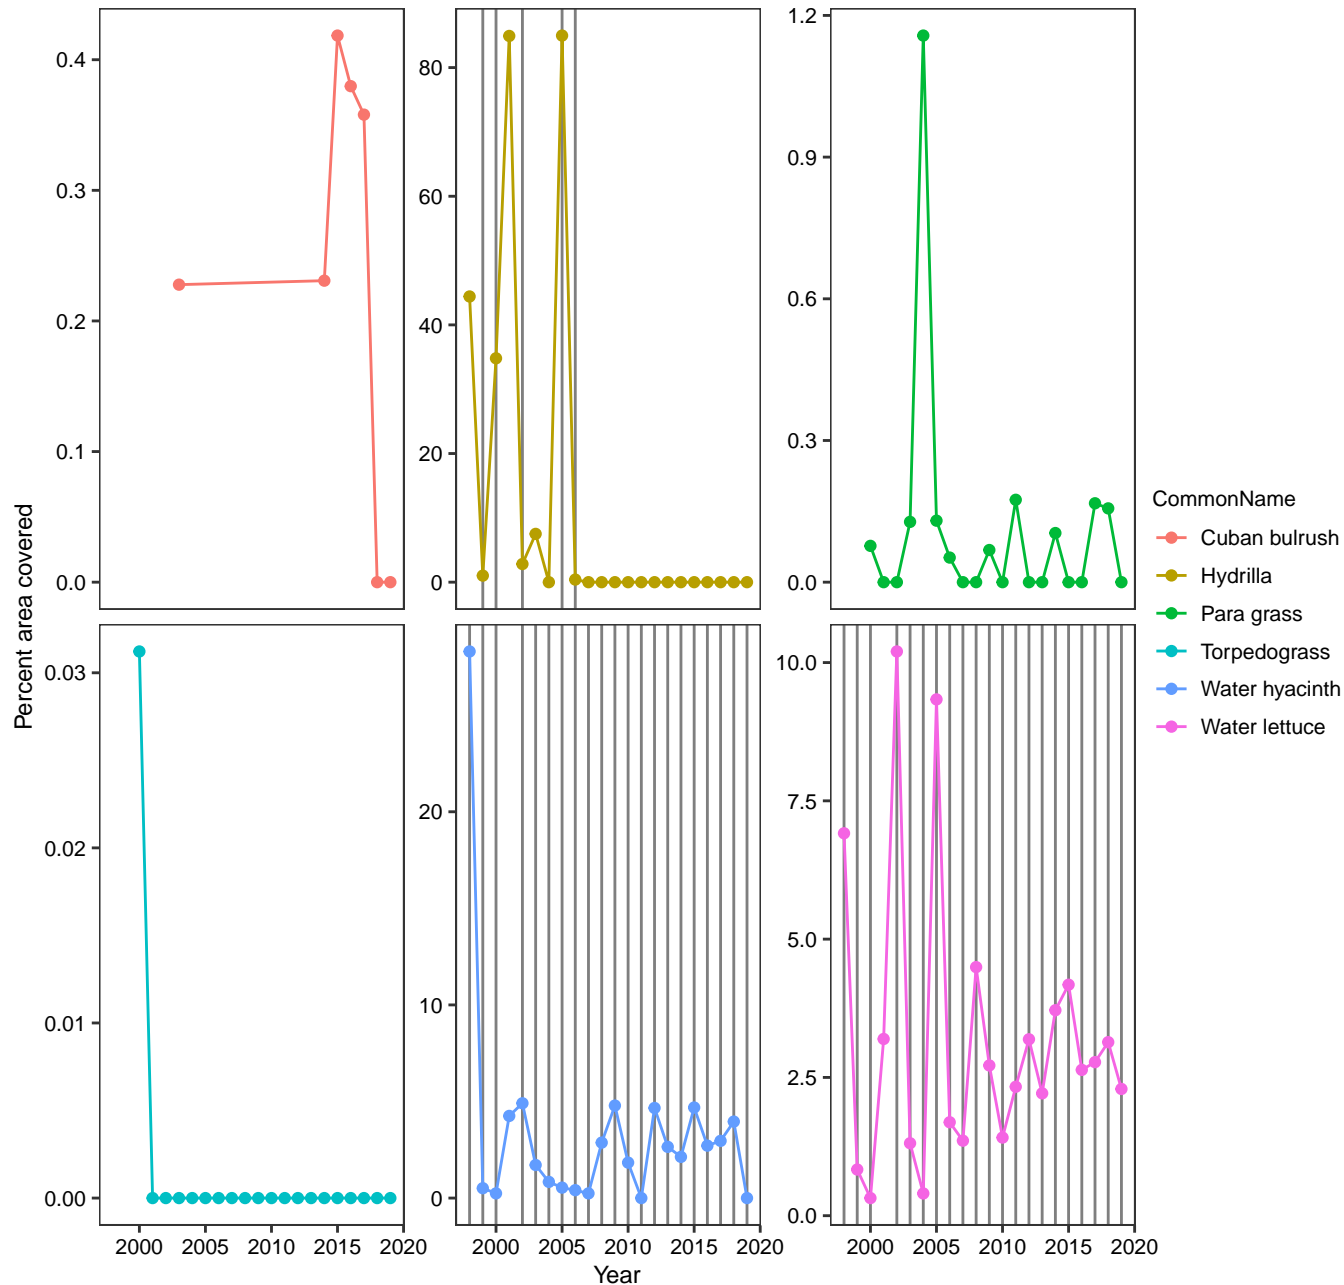 0.4
0.3
0.2
0.1
0.0
80
60
40
20
0
1.2
0.9
0.6
0.3
0.0
Percent area covered
0.03
0.02
0.01
0.00
20
10
0
10.0
7.5
5.0
2.5
0.0
2000 2005 2010 2015 2020
2000 2005 2010 2015 2020
2000 2005 2010 2015 2020
Year
CommonName
Cuban bulrush
Hydrilla
Para grass
Torpedograss
Water hyacinth
Water lettuce